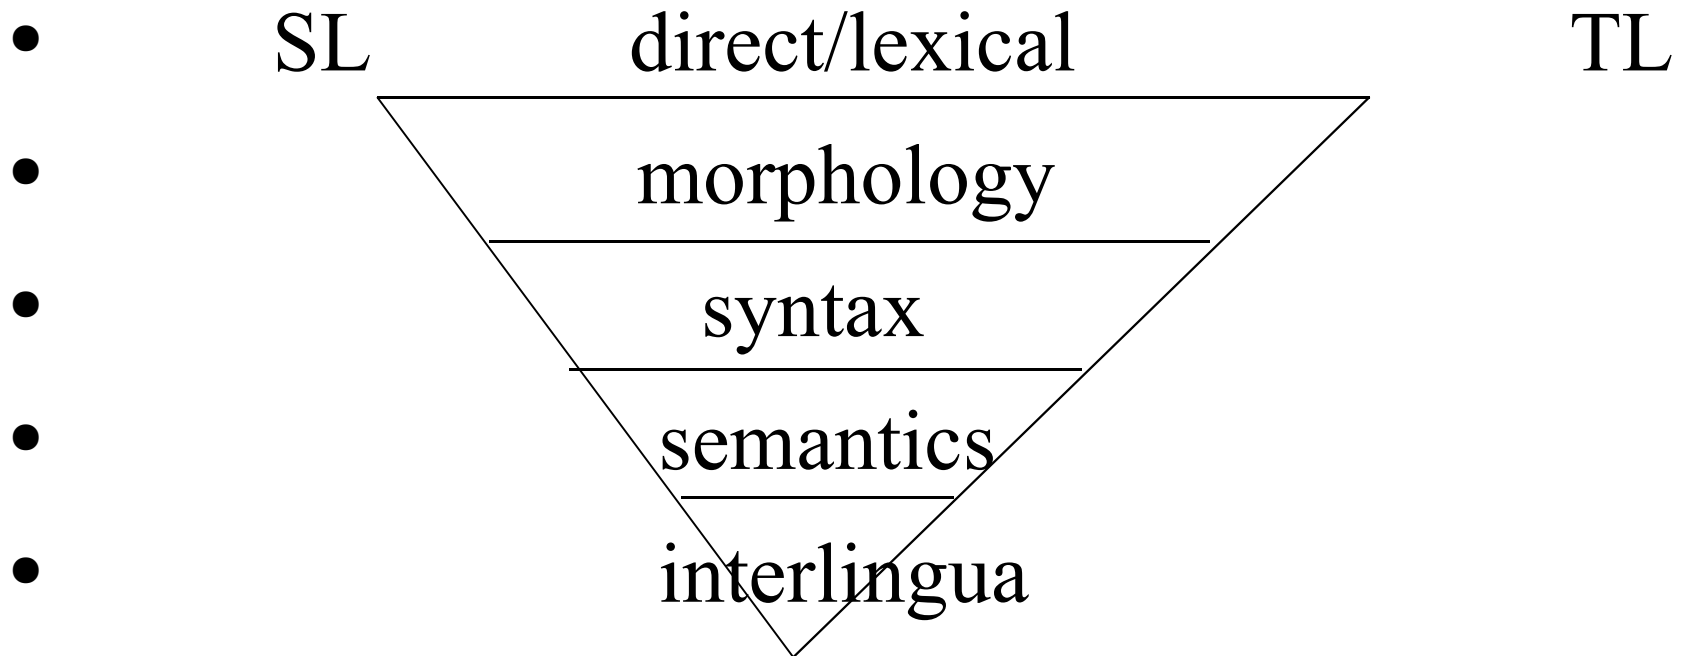 • SL direct/lexical TL
• morphology
• syntax
• semantics
• interlingua